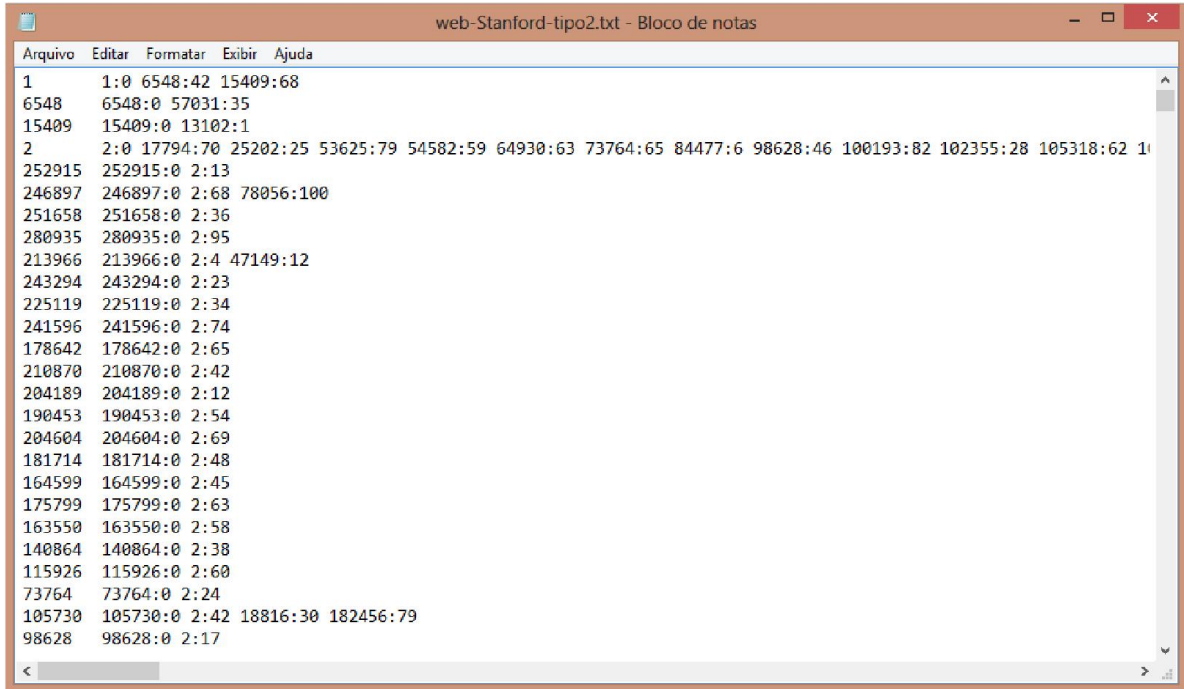 web-Stanford-tipo2.txt - Bloco de notas
Arquivo Editar Formatar Exibir Ajuda
1 1:0 6548:42 15409:68
6548 6548:0 57031:35
15409 15409:0 13102:1
2 2:0 17794:70 25202:25 53625:79 54582:59 64930:63 73764:65 84477:6 98628:46 100193:82 102355:28 105318:62
252915 252915:0 2:13
246897 246897:0 2:68 78056:100
251658 251658:0 2:36
280935 280935:0 2:95
213966 213966:0 2:4 47149:12
243294 243294:0 2:23
225119 225119:0 2:34
241596 241596:0 2:74
178642 178642:0 2:65
210870 210870:0 2:42
204189 204189:0 2:12
190453 190453:0 2:54
204604 204604:0 2:69
181714 181714:0 2:48
164599 164599:0 2:45
175799 175799:0 2:63
163550 163550:0 2:58
140864 140864:0 2:38
115926 115926:0 2:60
73764 73764:0 2:24
105730 105730:0 2:42 18816:30 182456:79
98628 98628:0 2:17